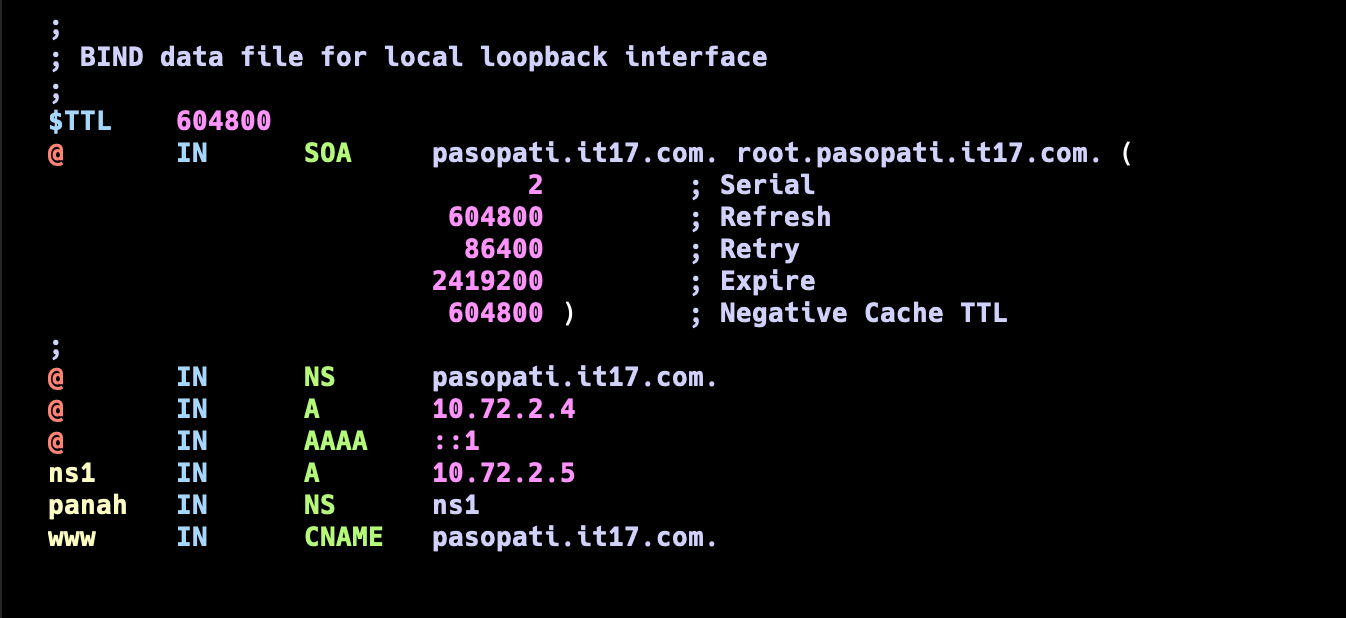 ;
; BIND data file for local loopback interface
;
$TTL    604800
@       IN      SOA     pasopati.it17.com. root.pasopati.it17.com. (
                              2         ; Serial
                         604800         ; Refresh
                          86400         ; Retry
                        2419200         ; Expire
                         604800 )       ; Negative Cache TTL
;
@       IN      NS      pasopati.it17.com.
@       IN      A       10.72.2.4
@       IN      AAAA    ::1
ns1     IN      A       10.72.2.5
panah   IN      NS      ns1
www     IN      CNAME   pasopati.it17.com.